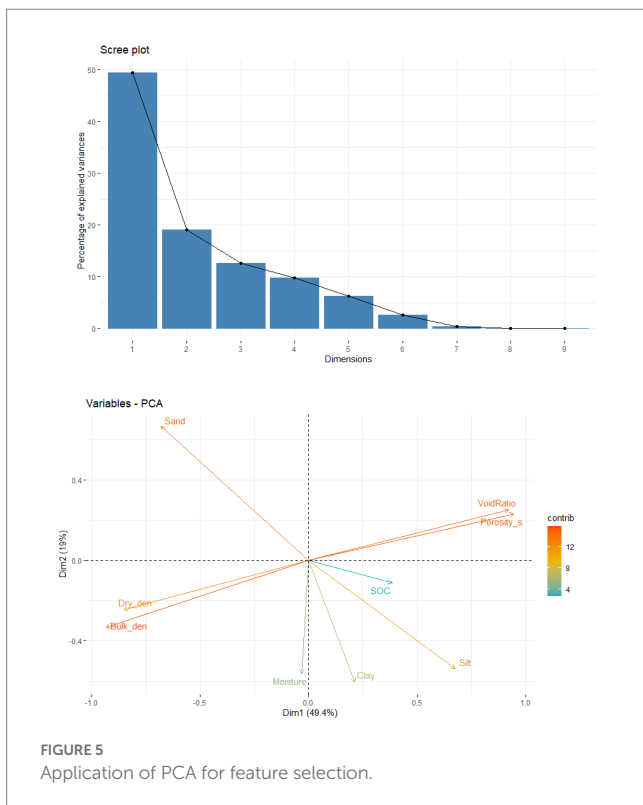 Scree plot
Percentage of explained variances
50
40
30
20
10
0
1 2 3 4 5 6 7 8 9
Dimensions
Variables - PCA
Sand
VoidRatio
Porosity_s
SOC
Dry_den
Bulk_den
Silt
Moisture
Clay
Dim2 (19%)
0.4
0.0
-0.4
-1.0 -0.5 0.0 0.5 1.0
Dim1 (49.4%)
contrib
12
8
4
FIGURE 5
Application of PCA for feature selection.